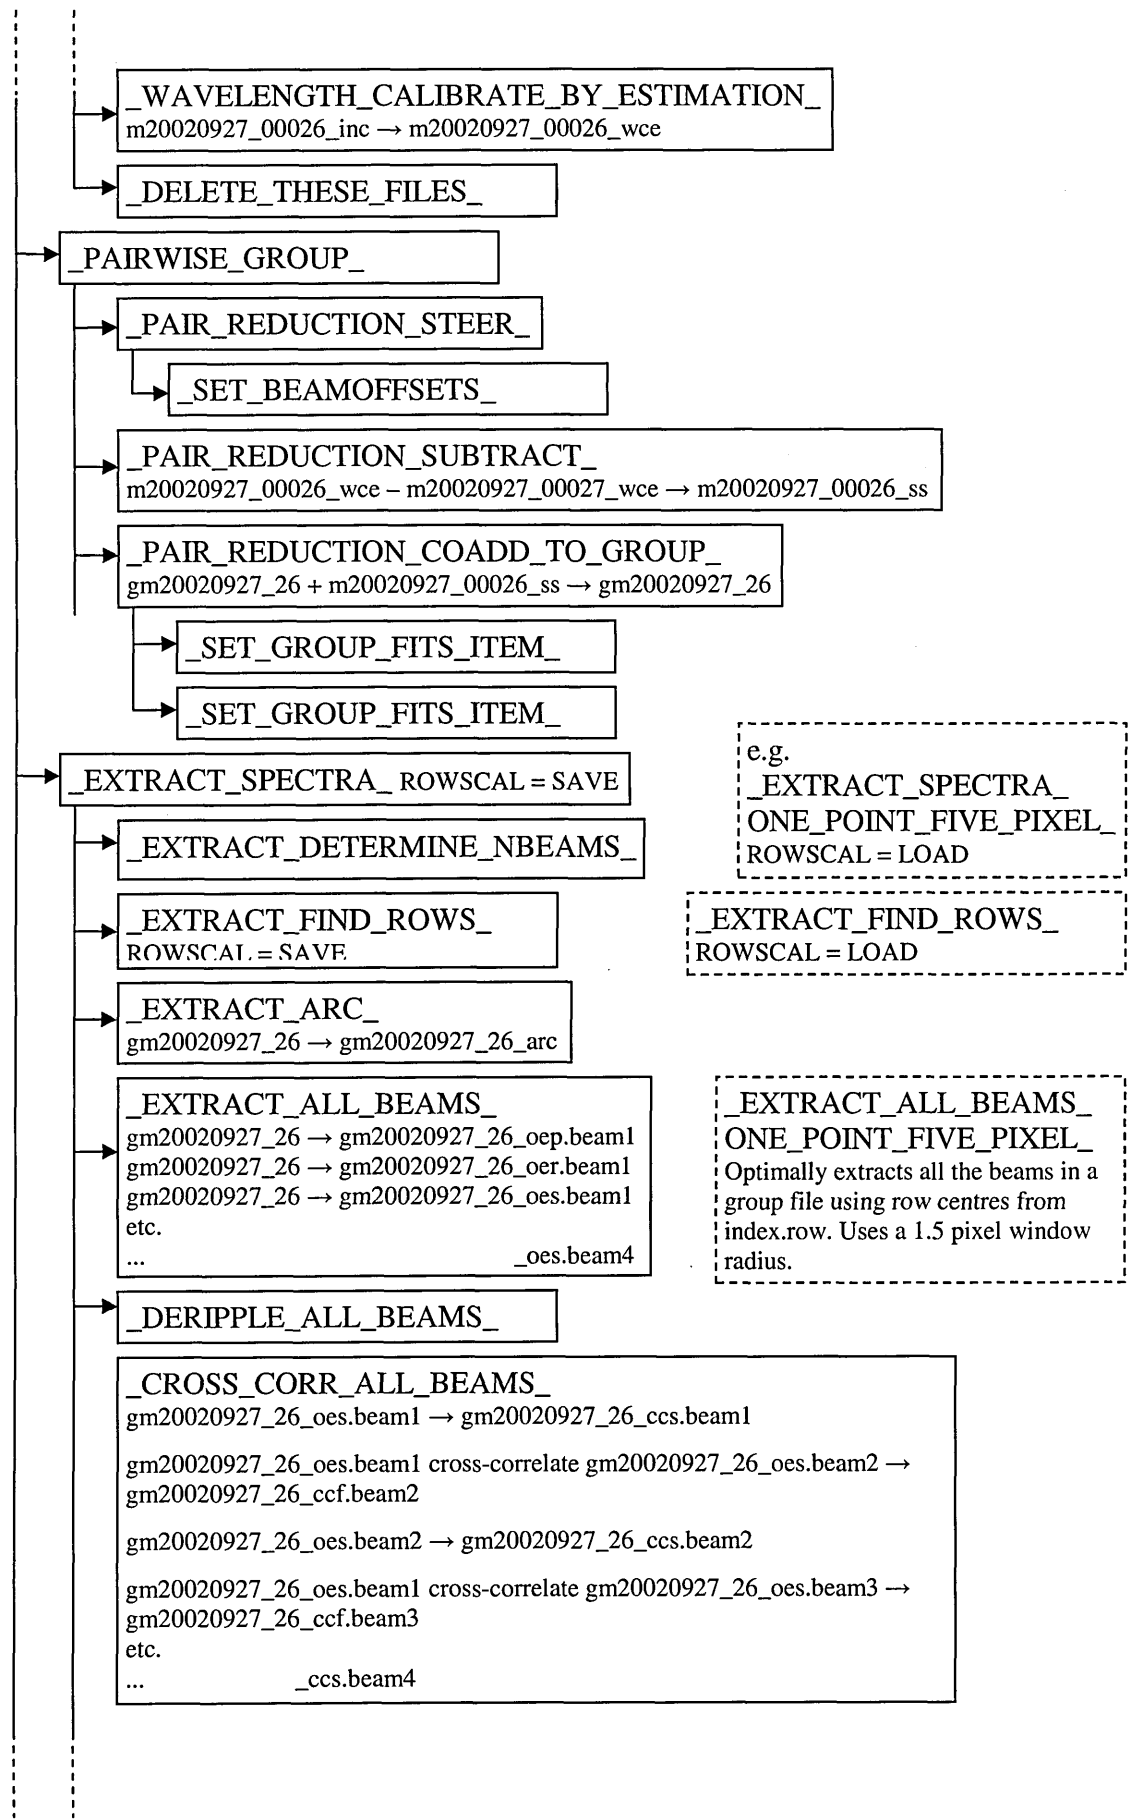 _WAVELENGTH_CALIBRATE_BY_ESTIMATION_
m20020927_00026_inc → m20020927_00026_wce
_DELETE_THESE_FILES_
_PAIRWISE_GROUP_
_PAIR_REDUCTION_STEER_
_SET_BEAMOFFSETS_
_PAIR_REDUCTION_SUBTRACT_
m20020927_00026_wce – m20020927_00027_wce → m20020927_00026_ss
_PAIR_REDUCTION_COADD_TO_GROUP_
gm20020927_26 + m20020927_00026_ss → gm20020927_26
_SET_GROUP_FITS_ITEM_
_SET_GROUP_FITS_ITEM_
_EXTRACT_SPECTRA_ ROWSCAL = SAVE
e.g.
_EXTRACT_SPECTRA_
ONE_POINT_FIVE_PIXEL_
ROWSCAL = LOAD
_EXTRACT_DETERMINE_NBEAMS_
_EXTRACT_FIND_ROWS_
ROWSCAL = SAVE
_EXTRACT_FIND_ROWS_
ROWSCAL = LOAD
_EXTRACT_ARC_
gm20020927_26 → gm20020927_26_arc
_EXTRACT_ALL_BEAMS_
gm20020927_26 → gm20020927_26_oep.beam1
gm20020927_26 → gm20020927_26_oer.beam1
gm20020927_26 → gm20020927_26_oes.beam1
etc.
... _oes.beam4
_EXTRACT_ALL_BEAMS_
ONE_POINT_FIVE_PIXEL_
Optimally extracts all the beams in a
group file using row centres from
index.row. Uses a 1.5 pixel window
radius.
_DERIPPLE_ALL_BEAMS_
_CROSS_CORR_ALL_BEAMS_
gm20020927_26_oes.beam1 → gm20020927_26_ccs.beam1
gm20020927_26_oes.beam1 cross-correlate gm20020927_26_oes.beam2 →
gm20020927_26_ccf.beam2
gm20020927_26_oes.beam2 → gm20020927_26_ccs.beam2
gm20020927_26_oes.beam1 cross-correlate gm20020927_26_oes.beam3 →
gm20020927_26_ccf.beam3
etc.
... _ccs.beam4